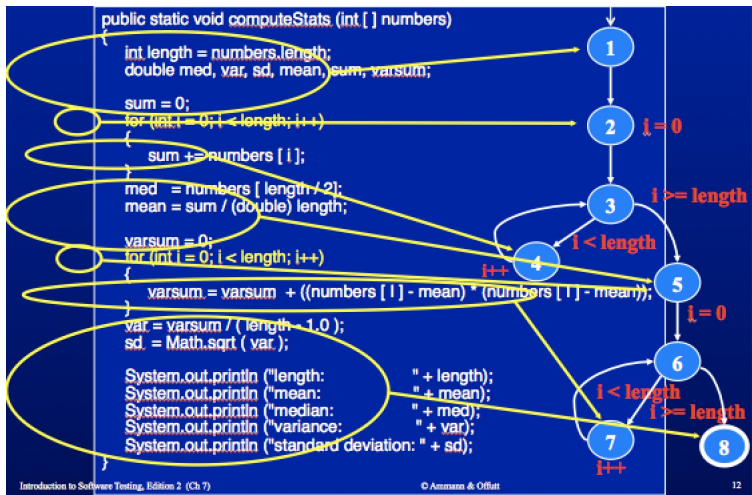 public static void computeStats (int [ ] numbers)
{
int length = numbers.length;
double med, var, sd, mean, sum, varsum;
sum = 0;
for (int i = 0; i < length; i++)
{
sum += numbers [ i ];
}
med = numbers [ length / 2];
mean = sum / (double) length;
varsum = 0;
for (int i = 0; i < length; i++)
{
varsum = varsum + ((numbers [ I ] - mean) * (numbers [ I ] - mean));
}
var = varsum / ( length - 1.0 );
sd = Math.sqrt ( var );
System.out.println ("length: " + length);
System.out.println ("mean: " + mean);
System.out.println ("median: " + med);
System.out.println ("variance: " + var);
System.out.println ("standard deviation: " + sd);
}
1
2
i = 0
3
i >= length
i < length
4
i++
5
i = 0
6
i < length
i >= length
7
i++
8
Introduction to Software Testing, Edition 2 (Ch 7)
© Ammann & Offutt
12